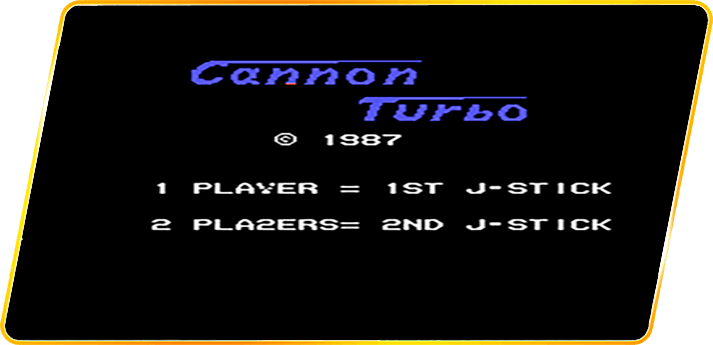 Cannon
Turbo
© 1987
1 PLAYER = 1ST J-STICK
2 PLA2ERS= 2ND J-STICK